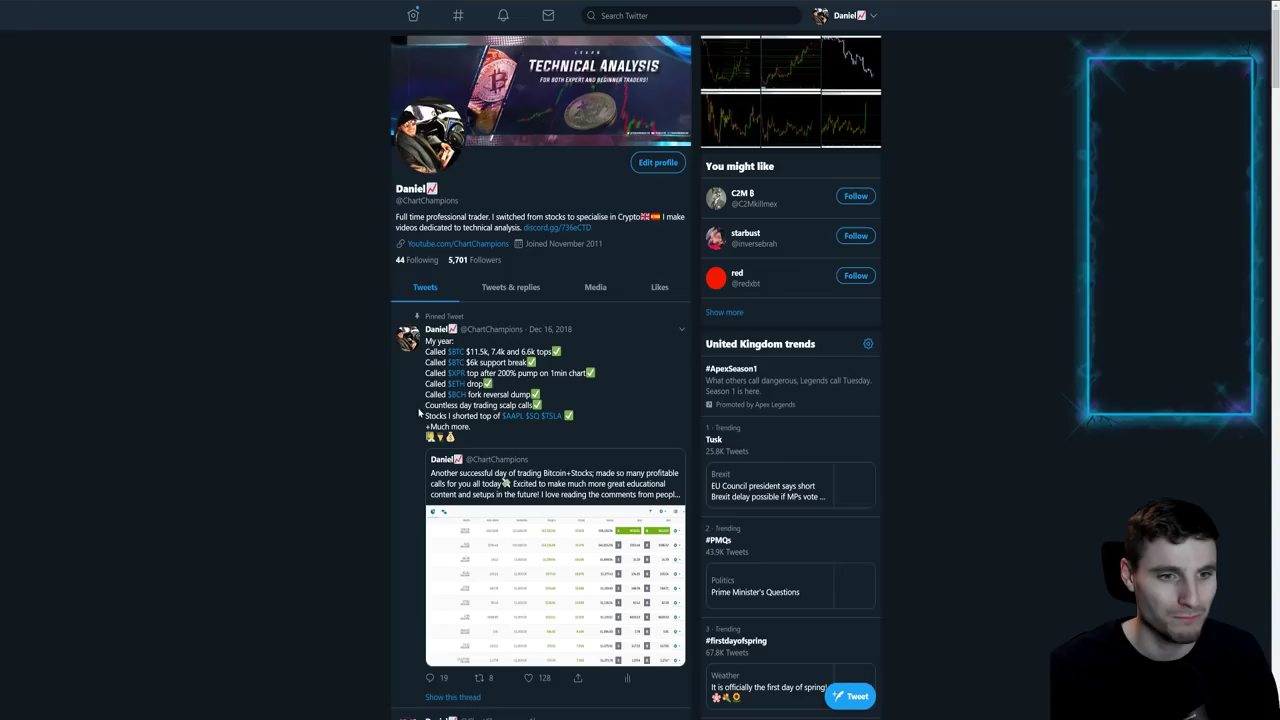 Search Twitter
Daniel📈
LEARN
TECHNICAL ANALYSIS
FOR BOTH EXPERT AND BEGINNER TRADERS!
Edit profile
Daniel📈
@ChartChampions
Full time professional trader. I switched from stocks to specialise in Crypto🇬🇧🇪🇸 I make
videos dedicated to technical analysis. discord.gg/736eCTD
Youtube.com/ChartChampions Joined November 2011
44 Following 5,701 Followers
Tweets Tweets & replies Media Likes
Pinned Tweet
Daniel📈 @ChartChampions · Dec 16, 2018
My year:
Called $BTC $11.5k, 7.4k and 6.6k tops✅
Called $BTC $6k support break✅
Called $XPR top after 200% pump on 1min chart✅
Called $ETH drop✅
Called $BCH fork reversal dump✅
Countless day trading scalp calls✅
Stocks I shorted top of $AAPL $SQ $TSLA ✅
+Much more.
Daniel📈 @ChartChampions
Another successful day of trading Bitcoin+Stocks; made so many profitable
calls for you all today💸 Excited to make much more great educational
content and setups in the future! I love reading the comments from peopl...
19 8 128
Show this thread
You might like
C2M ₿
@C2Mkillmex
Follow
starbust
@inversebrah
Follow
red
@redxbt
Follow
Show more
United Kingdom trends
#ApexSeason1
What others call dangerous. Legends call Tuesday.
Season 1 is here.
Promoted by Apex Legends
1 · Trending
Tusk
25.8K Tweets
Brexit
EU Council president says short
Brexit delay possible if MPs vote ...
2 · Trending
#PMQs
43.9K Tweets
Politics
Prime Minister's Questions
3 · Trending
#firstdayofspring
67.8K Tweets
Weather
It is officially the first day of spring!
Tweet